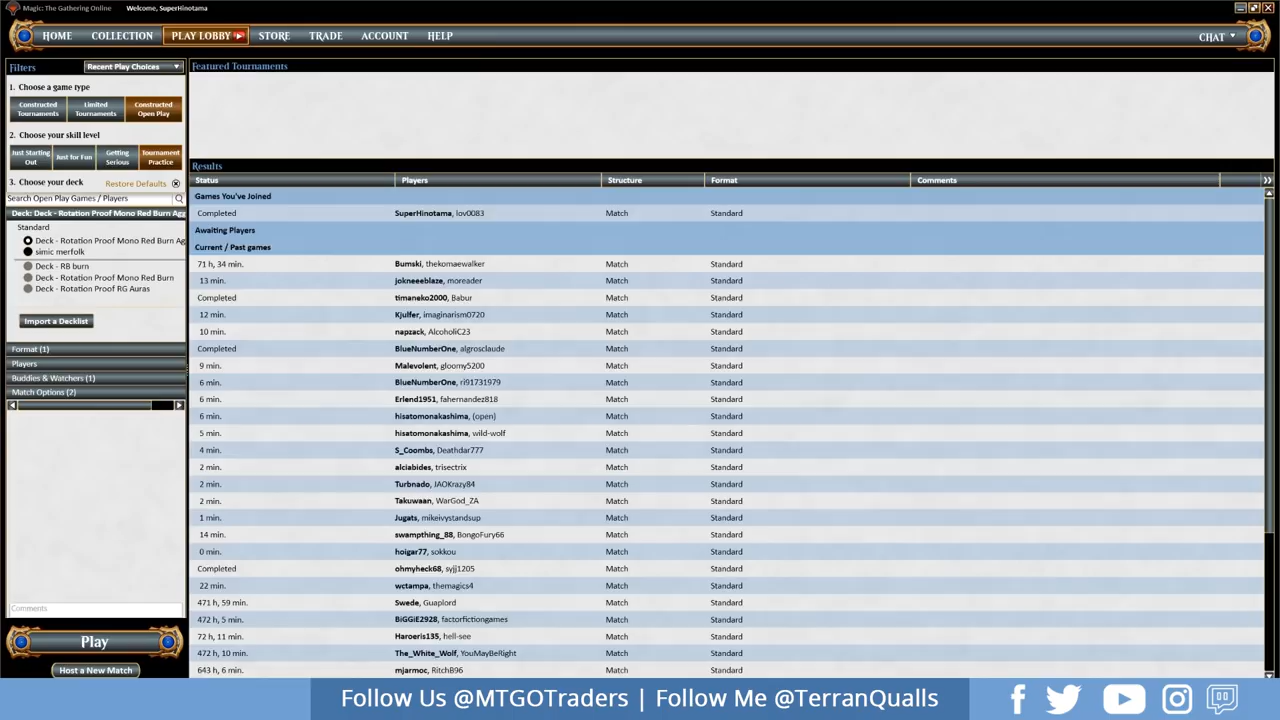 Magic: The Gathering Online Welcome, SuperHinotama
HOME COLLECTION PLAY LOBBY STORE TRADE ACCOUNT HELP CHAT
Filters Recent Play Choices
1. Choose a game type
Constructed Tournaments Limited Tournaments Constructed Open Play
2. Choose your skill level
Just Starting Out Just for Fun Getting Serious Tournament Practice
3. Choose your deck Restore Defaults
Search Open Play Games / Players
Deck: Deck - Rotation Proof Mono Red Burn Agg
Standard
Deck - Rotation Proof Mono Red Burn Ag
simic merfolk
Deck - RB burn
Deck - Rotation Proof Mono Red Burn
Deck - Rotation Proof RG Auras
Import a Decklist
Format (1)
Players
Buddies & Watchers (1)
Match Options (2)
Comments
Play
Host a New Match
Featured Tournaments
Results
Status Players Structure Format Comments
Games You've Joined
Completed SuperHinotama, lov0083 Match Standard
Awaiting Players
Current / Past games
71 h, 34 min. Bumski, thekomaewalker Match Standard
13 min. jokneeeblaze, moreader Match Standard
Completed timaneko2000, Babur Match Standard
12 min. Kjulfer, imaginarism0720 Match Standard
10 min. napzack, AlcoholiC23 Match Standard
Completed BlueNumberOne, algrosclaude Match Standard
9 min. Malevolent, gloomy5200 Match Standard
6 min. BlueNumberOne, ri91731979 Match Standard
6 min. Erlend1951, fahernandez818 Match Standard
6 min. hisatomonakashima, (open) Match Standard
5 min. hisatomonakashima, wild-wolf Match Standard
4 min. S_Coombs, Deathdar777 Match Standard
2 min. alciabides, trisectrix Match Standard
2 min. Turbnado, JAOKrazy84 Match Standard
2 min. Takuwaan, WarGod_ZA Match Standard
1 min. Jugats, mikeivystandsup Match Standard
14 min. swampthing_88, BongoFury66 Match Standard
0 min. hoigar77, sokkou Match Standard
Completed ohmyheck68, syjj1205 Match Standard
22 min. wctampa, themagics4 Match Standard
471 h, 59 min. Swede, Guaplord Match Standard
472 h, 5 min. BiGGiE2928, factorfictiongames Match Standard
72 h, 11 min. Haroeris135, hell-see Match Standard
472 h, 10 min. The_White_Wolf, YouMayBeRight Match Standard
643 h, 6 min. mjarmoc, RitchB96 Match Standard
Follow Us @MTGOTraders | Follow Me @TerranQualls